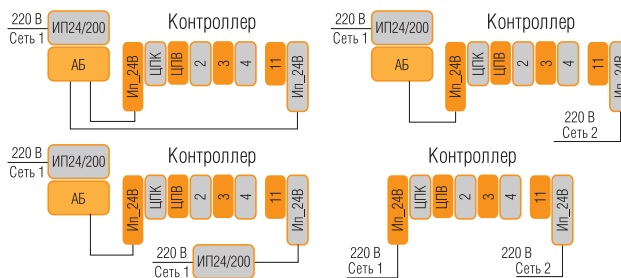 220 В
Сеть 1
ИП24/200
АБ
Контроллер
Ип_24В
ЦПК
ЦПВ
2
3
4
11
Ип_24В
220 В
Сеть 1
ИП24/200
АБ
Контроллер
Ип_24В
ЦПК
ЦПВ
2
3
4
11
Ип_24В
220 В
Сеть 2
220 В
Сеть 1
ИП24/200
АБ
Контроллер
Ип_24В
ЦПК
ЦПВ
2
3
4
11
Ип_24В
220 В
Сеть 1
ИП24/200
Контроллер
Ип_24В
ЦПК
ЦПВ
2
3
4
11
Ип_24В
220 В
Сеть 1
220 В
Сеть 2